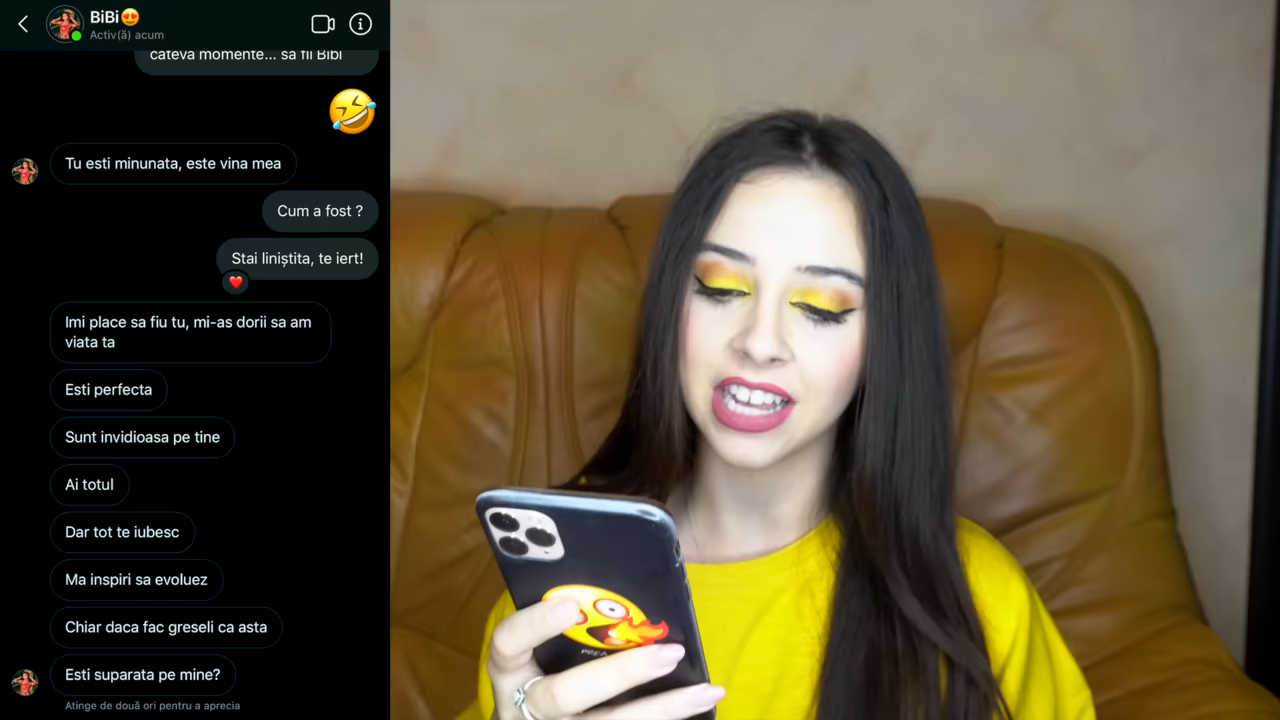 BiBi😍
Activ(ă) acum
cateva momente... sa fii Bibi
🤣
Tu esti minunata, este vina mea
Cum a fost ?
Stai liniștita, te iert!
Imi place sa fiu tu, mi-as dorii sa am
viata ta
Esti perfecta
Sunt invidioasa pe tine
Ai totul
Dar tot te iubesc
Ma inspiri sa evoluez
Chiar daca fac greseli ca asta
Esti suparata pe mine?
Atinge de două ori pentru a aprecia